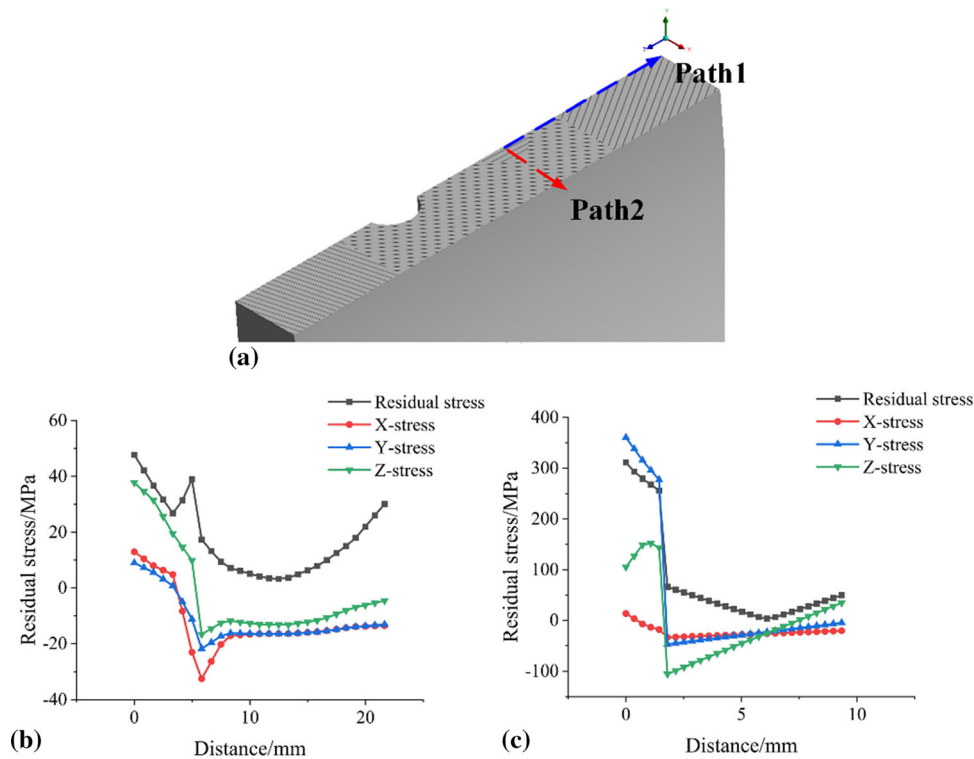 Y
Z X
Path1
Path2
(a)
Residual stress
X-stress
Y-stress
Z-stress
60
40
20
0
-20
-40
0 10 20
Residual stress/MPa
Distance/mm
(b)
Residual stress
X-stress
Y-stress
Z-stress
400
300
200
100
0
-100
0 5 10
Residual stress/MPa
Distance/mm
(c)